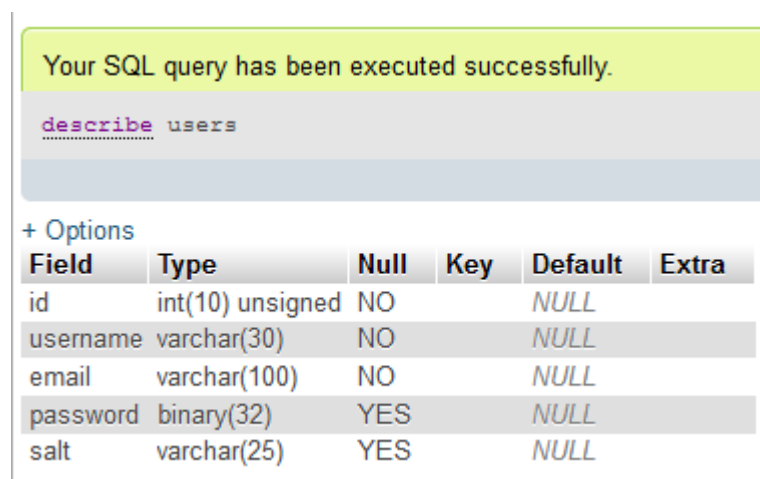 Your SQL query has been executed successfully.
describe users
+ Options
Field Type Null Key Default Extra
id int(10) unsigned NO NULL
username varchar(30) NO NULL
email varchar(100) NO NULL
password binary(32) YES NULL
salt varchar(25) YES NULL